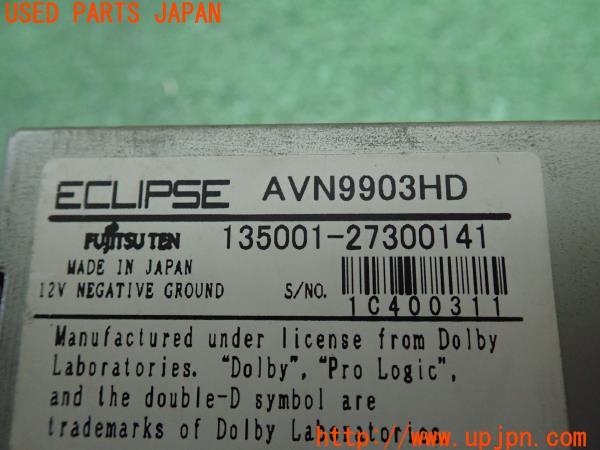 USED PARTS JAPAN
ECLIPSE AVN9903HD
FUJITSU TEN 135001-27300141
MADE IN JAPAN
12V NEGATIVE GROUND S/NO. 1C400311
Manufactured under license from Dolby
Laboratories. "Dolby", "Pro Logic",
and the double-D symbol are
trademarks of Dolby Laboratories
http://www.upjpn.com/